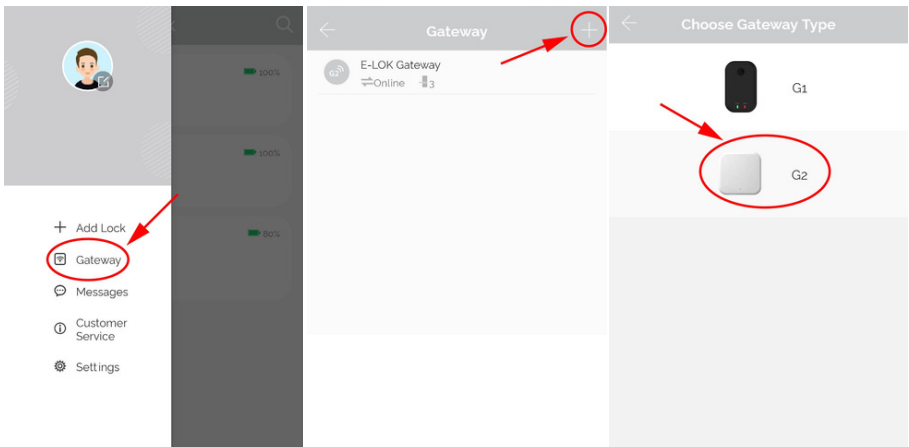 100%
100%
80%
+ Add Lock
Gateway
Messages
Customer
Service
Settings
Gateway
G2
E-LOK Gateway
Online 3
Choose Gateway Type
G1
G2